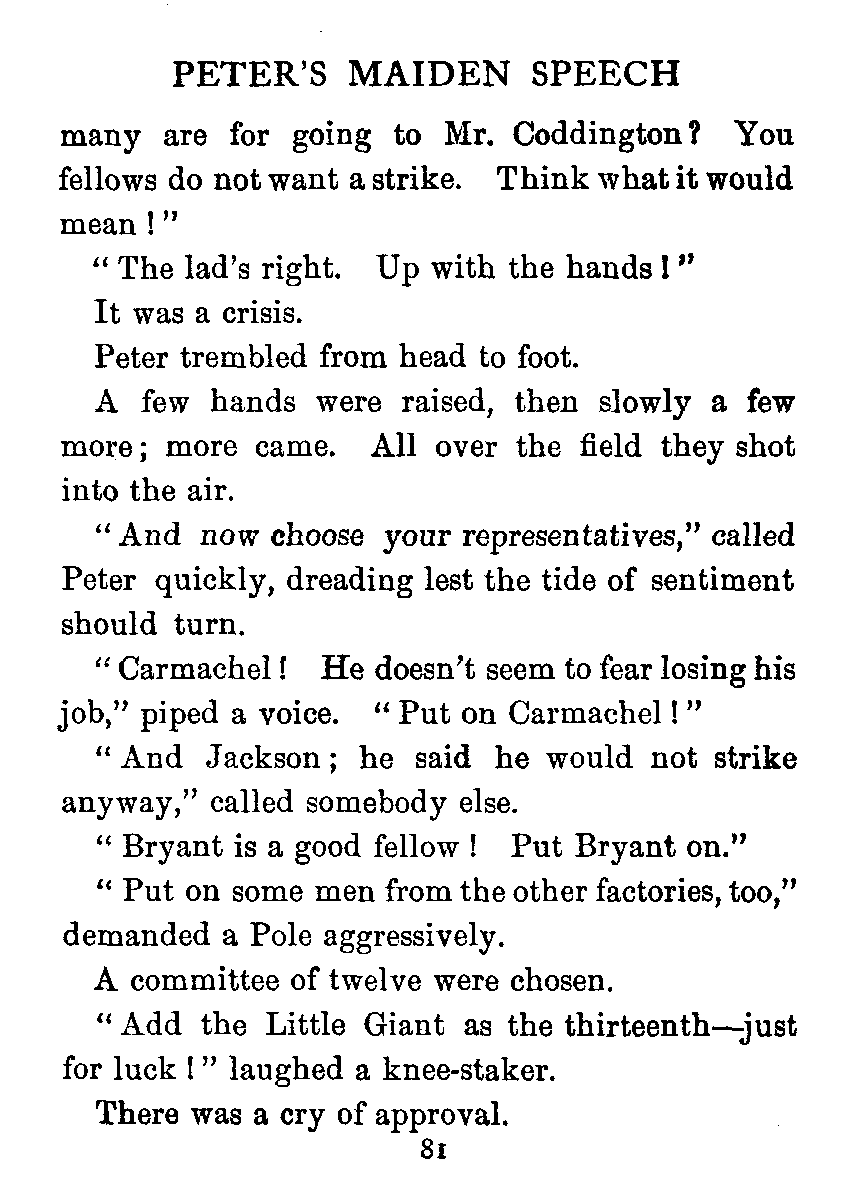 PETER'S MAIDEN SPEECH
many are for going to Mr. Coddington? You
fellows do not want a strike. Think what it would
mean!"
"The lad's right. Up with the hands!"
It was a crisis.
Peter trembled from head to foot.
A few hands were raised, then slowly a few
more; more came. All over the field they shot
into the air.
"And now choose your representatives," called
Peter quickly, dreading lest the tide of sentiment
should turn.
"Carmachel! He doesn't seem to fear losing his
job," piped a voice. "Put on Carmachel!"
"And Jackson; he said he would not strike
anyway," called somebody else.
"Bryant is a good fellow! Put Bryant on."
"Put on some men from the other factories, too,"
demanded a Pole aggressively.
A committee of twelve were chosen.
"Add the Little Giant as the thirteenth—just
for luck!" laughed a knee-staker.
There was a cry of approval.
81